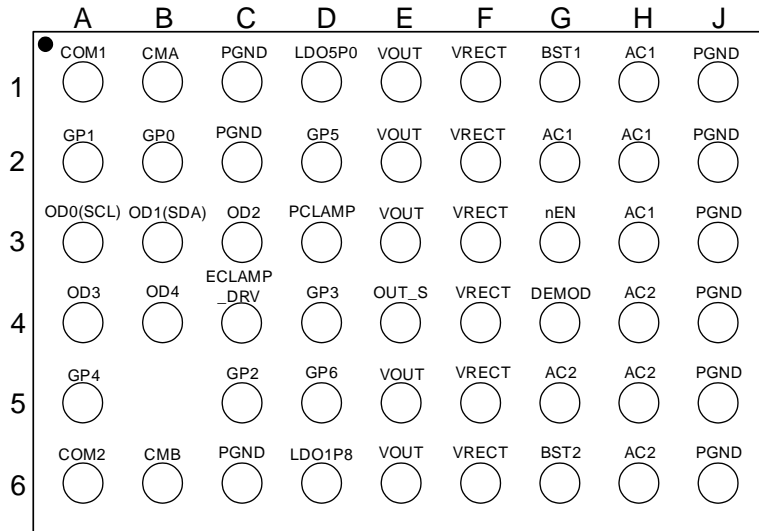 A B C D E F G H J
COM1 CMA PGND LDO5P0 VOUT VRECT BST1 AC1 PGND
1
GP1 GP0 PGND GP5 VOUT VRECT AC1 AC1 PGND
2
OD0(SCL) OD1(SDA) OD2 PCLAMP VOUT VRECT nEN AC1 PGND
3
OD3 OD4 ECLAMP
_DRV GP3 OUT_S VRECT DEMOD AC2 PGND
4
GP4 GP2 GP6 VOUT VRECT AC2 AC2 PGND
5
COM2 CMB PGND LDO1P8 VOUT VRECT BST2 AC2 PGND
6